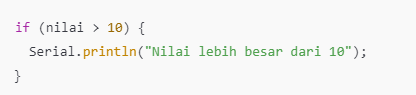 if (nilai > 10) {
  Serial.println("Nilai lebih besar dari 10");
}